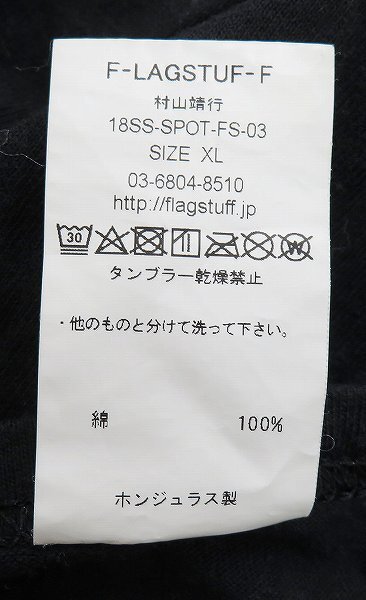 F-LAGSTUF-F
村山靖行
18SS-SPOT-FS-03
SIZE XL
03-6804-8510
http://flagstuff.jp
30 W
タンブラー乾燥禁止
・他のものと分けて洗って下さい。
綿 100%
ホンジュラス製